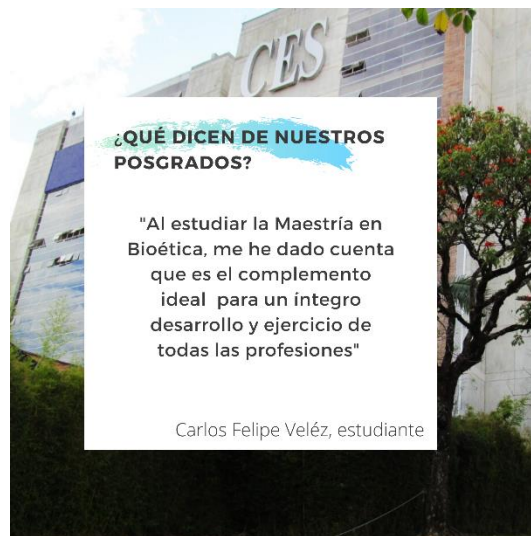 CES
¿QUÉ DICEN DE NUESTROS
POSGRADOS?
"Al estudiar la Maestría en
Bioética, me he dado cuenta
que es el complemento
ideal para un íntegro
desarrollo y ejercicio de
todas las profesiones"
Carlos Felipe Veléz, estudiante